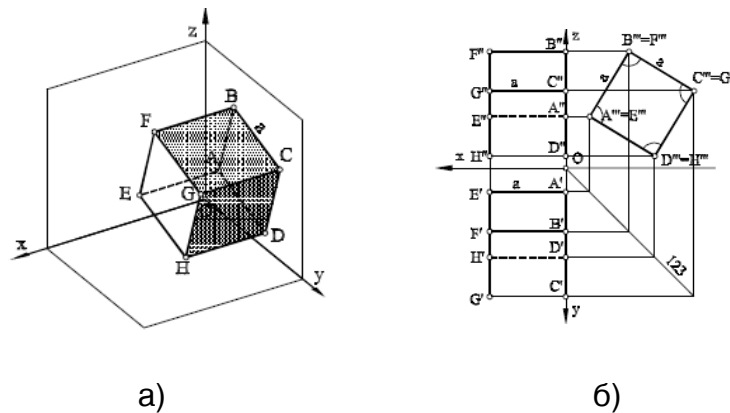 z
B
F
a
C
A
E
G
D
x
H
y
а)
z
F'' B'' B'''=F'''
a
a
G'' a C'' C'''=G
A''
E'' A'''=E'''
H'' D'' D'''=H'''
x O
E' a A'
F' B'
H' D'
123
G' C'
y
б)